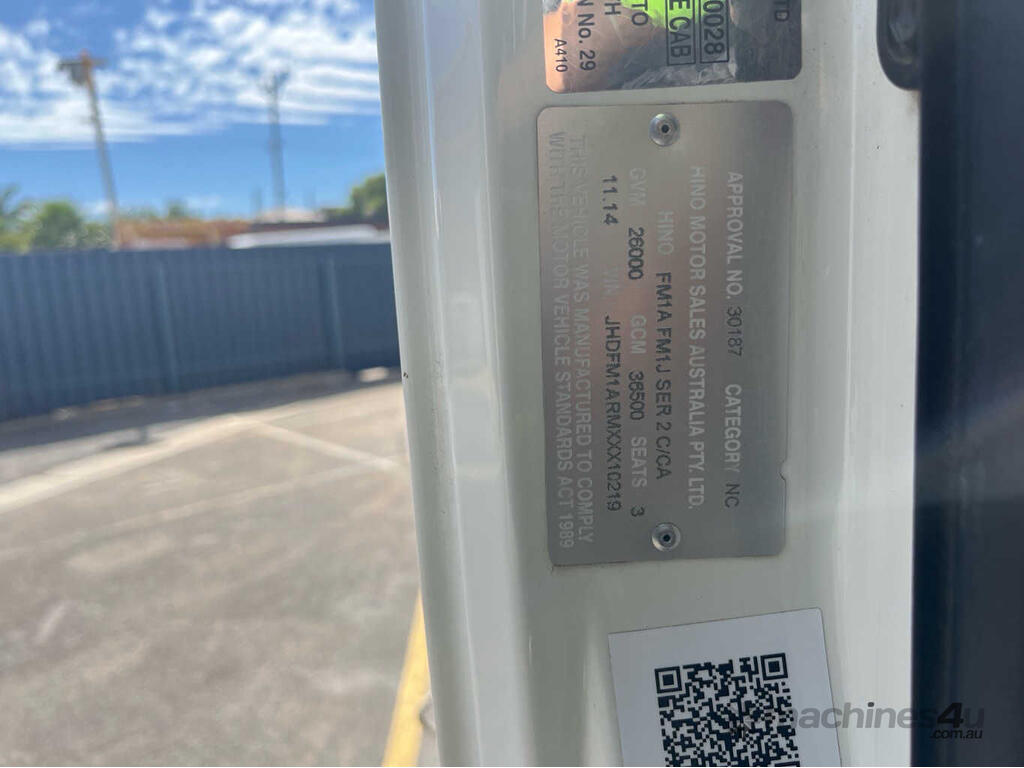 LTD
0028
E CAB
TO
H
N No. 29
A410
APPROVAL NO. 30187 CATEGORY NC
HINO MOTOR SALES AUSTRALIA PTY. LTD.
HINO FM1A FM1J SER 2 C/CA
GVM 26000 GCM 36500 SEATS 3
11.14 VIN JHDFM1ARMXXX10219
THIS VEHICLE WAS MANUFACTURED TO COMPLY
WITH THE MOTOR VEHICLE STANDARDS ACT 1989
machines4u
.com.au